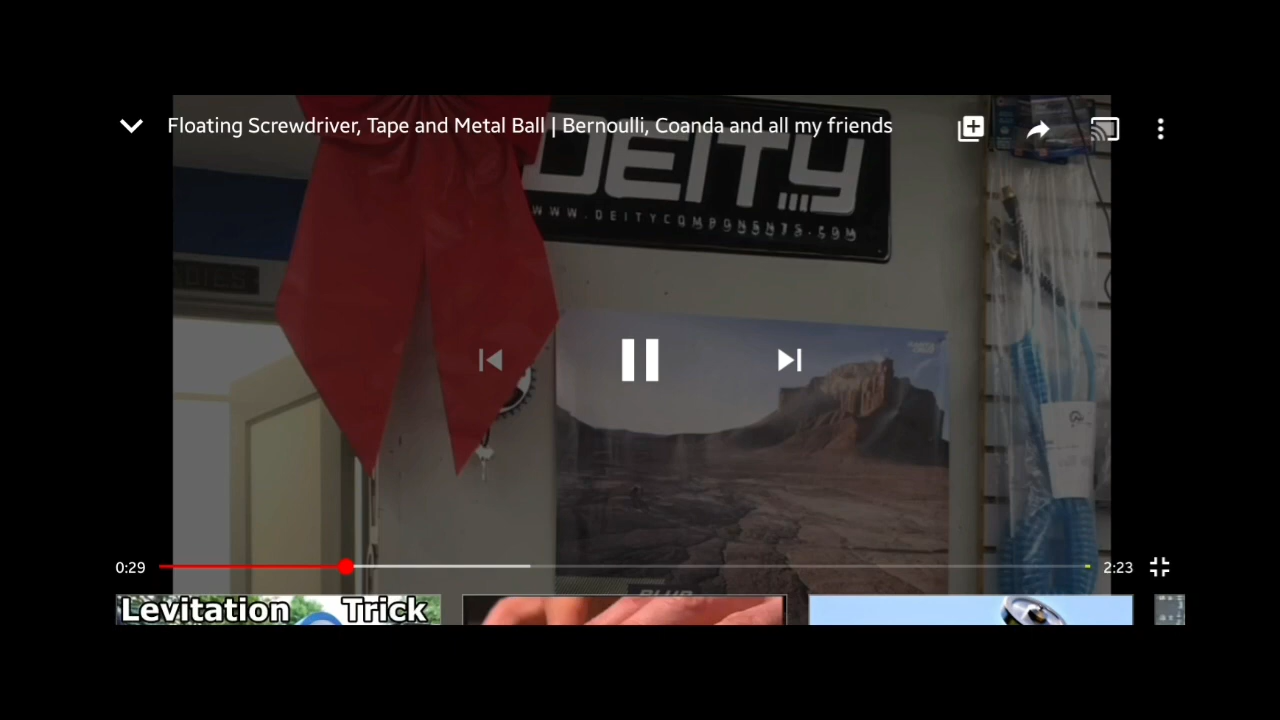 Floating Screwdriver, Tape and Metal Ball | Bernoulli, Coanda and all my friends
DEITY
WWW.DEITYCOMPONENTS.COM
0:29
2:23
Levitation Trick